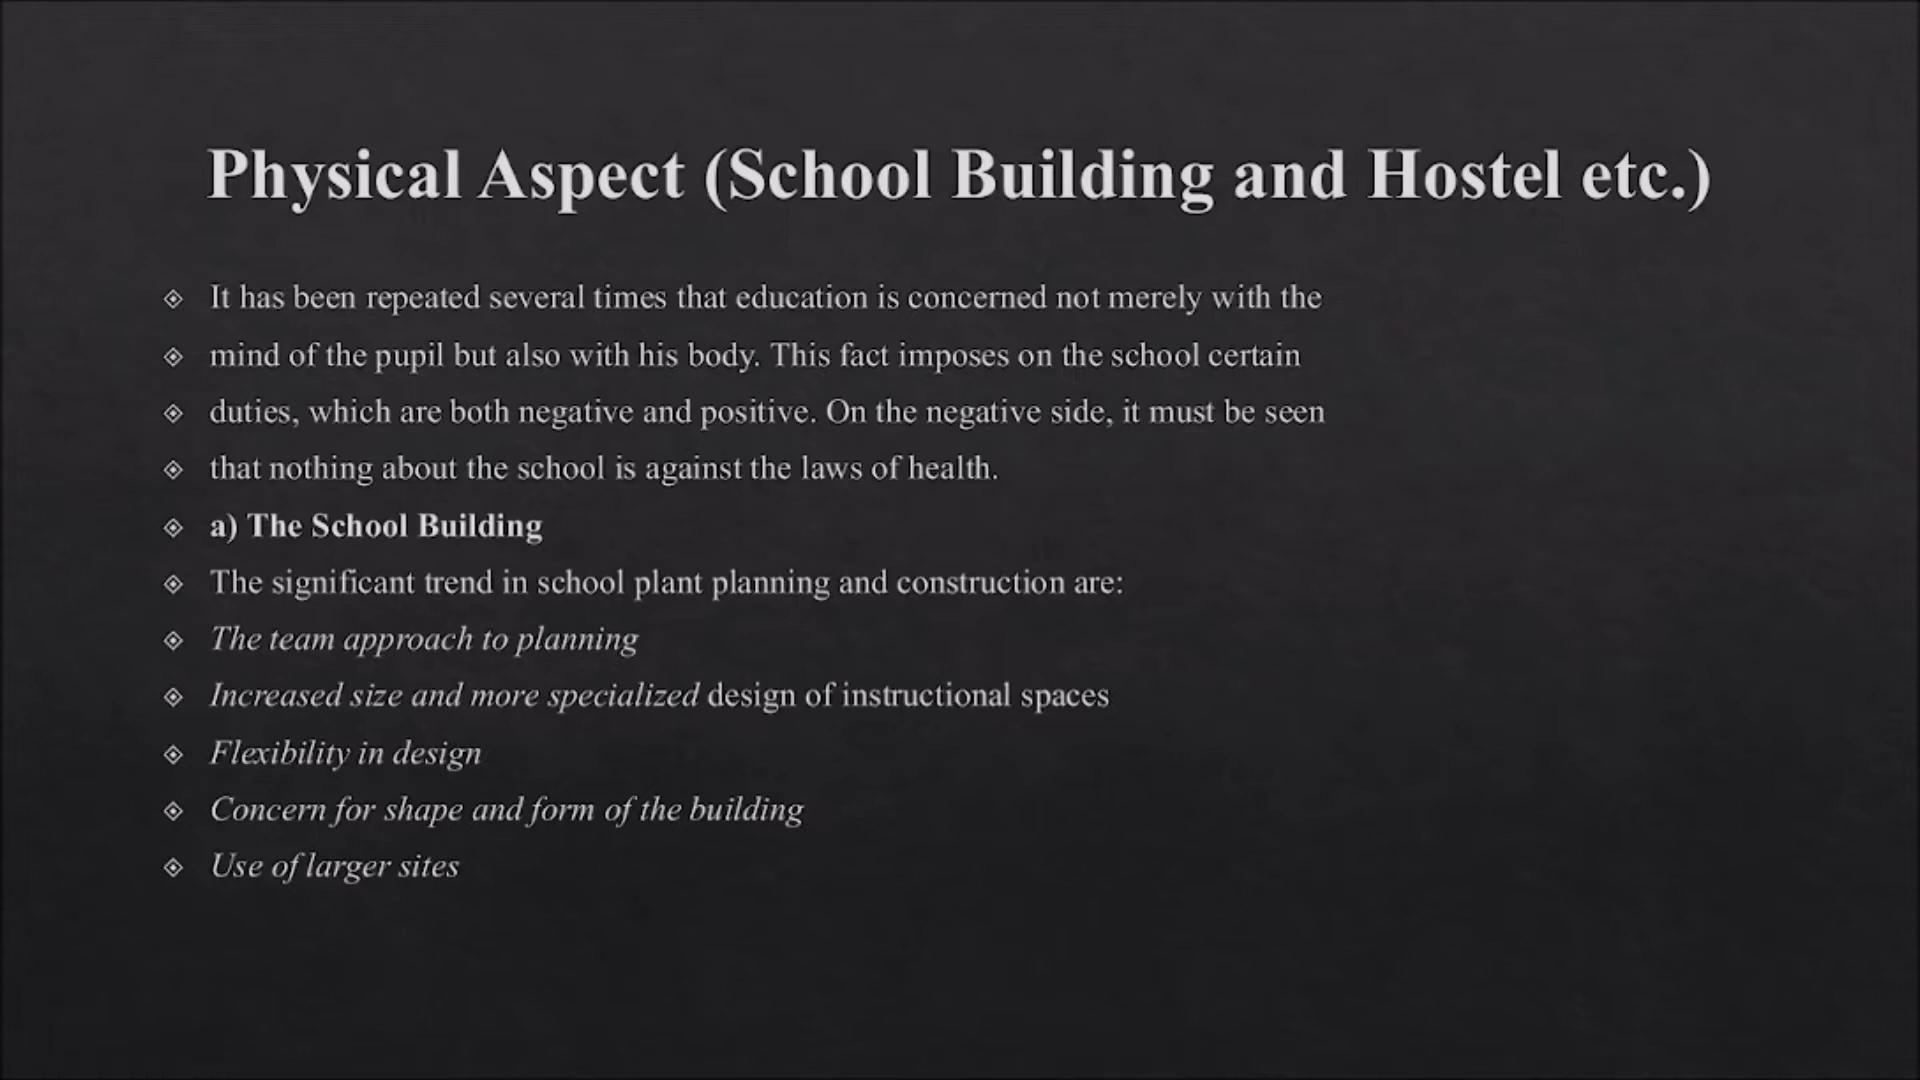 Physical Aspect (School Building and Hostel etc.)
It has been repeated several times that education is concerned not merely with the
mind of the pupil but also with his body. This fact imposes on the school certain
duties, which are both negative and positive. On the negative side, it must be seen
that nothing about the school is against the laws of health.
a) The School Building
The significant trend in school plant planning and construction are:
The team approach to planning
Increased size and more specialized design of instructional spaces
Flexibility in design
Concern for shape and form of the building
Use of larger sites